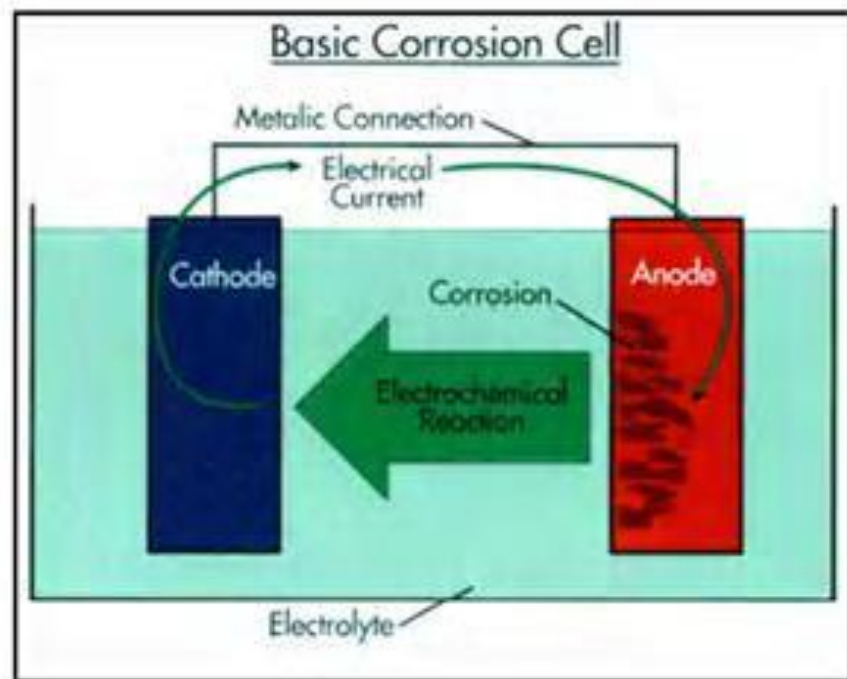 Basic Corrosion Cell
Metalic Connection
Electrical
Current
Cathode
Anode
Corrosion
Electrochemical
Reaction
Electrolyte